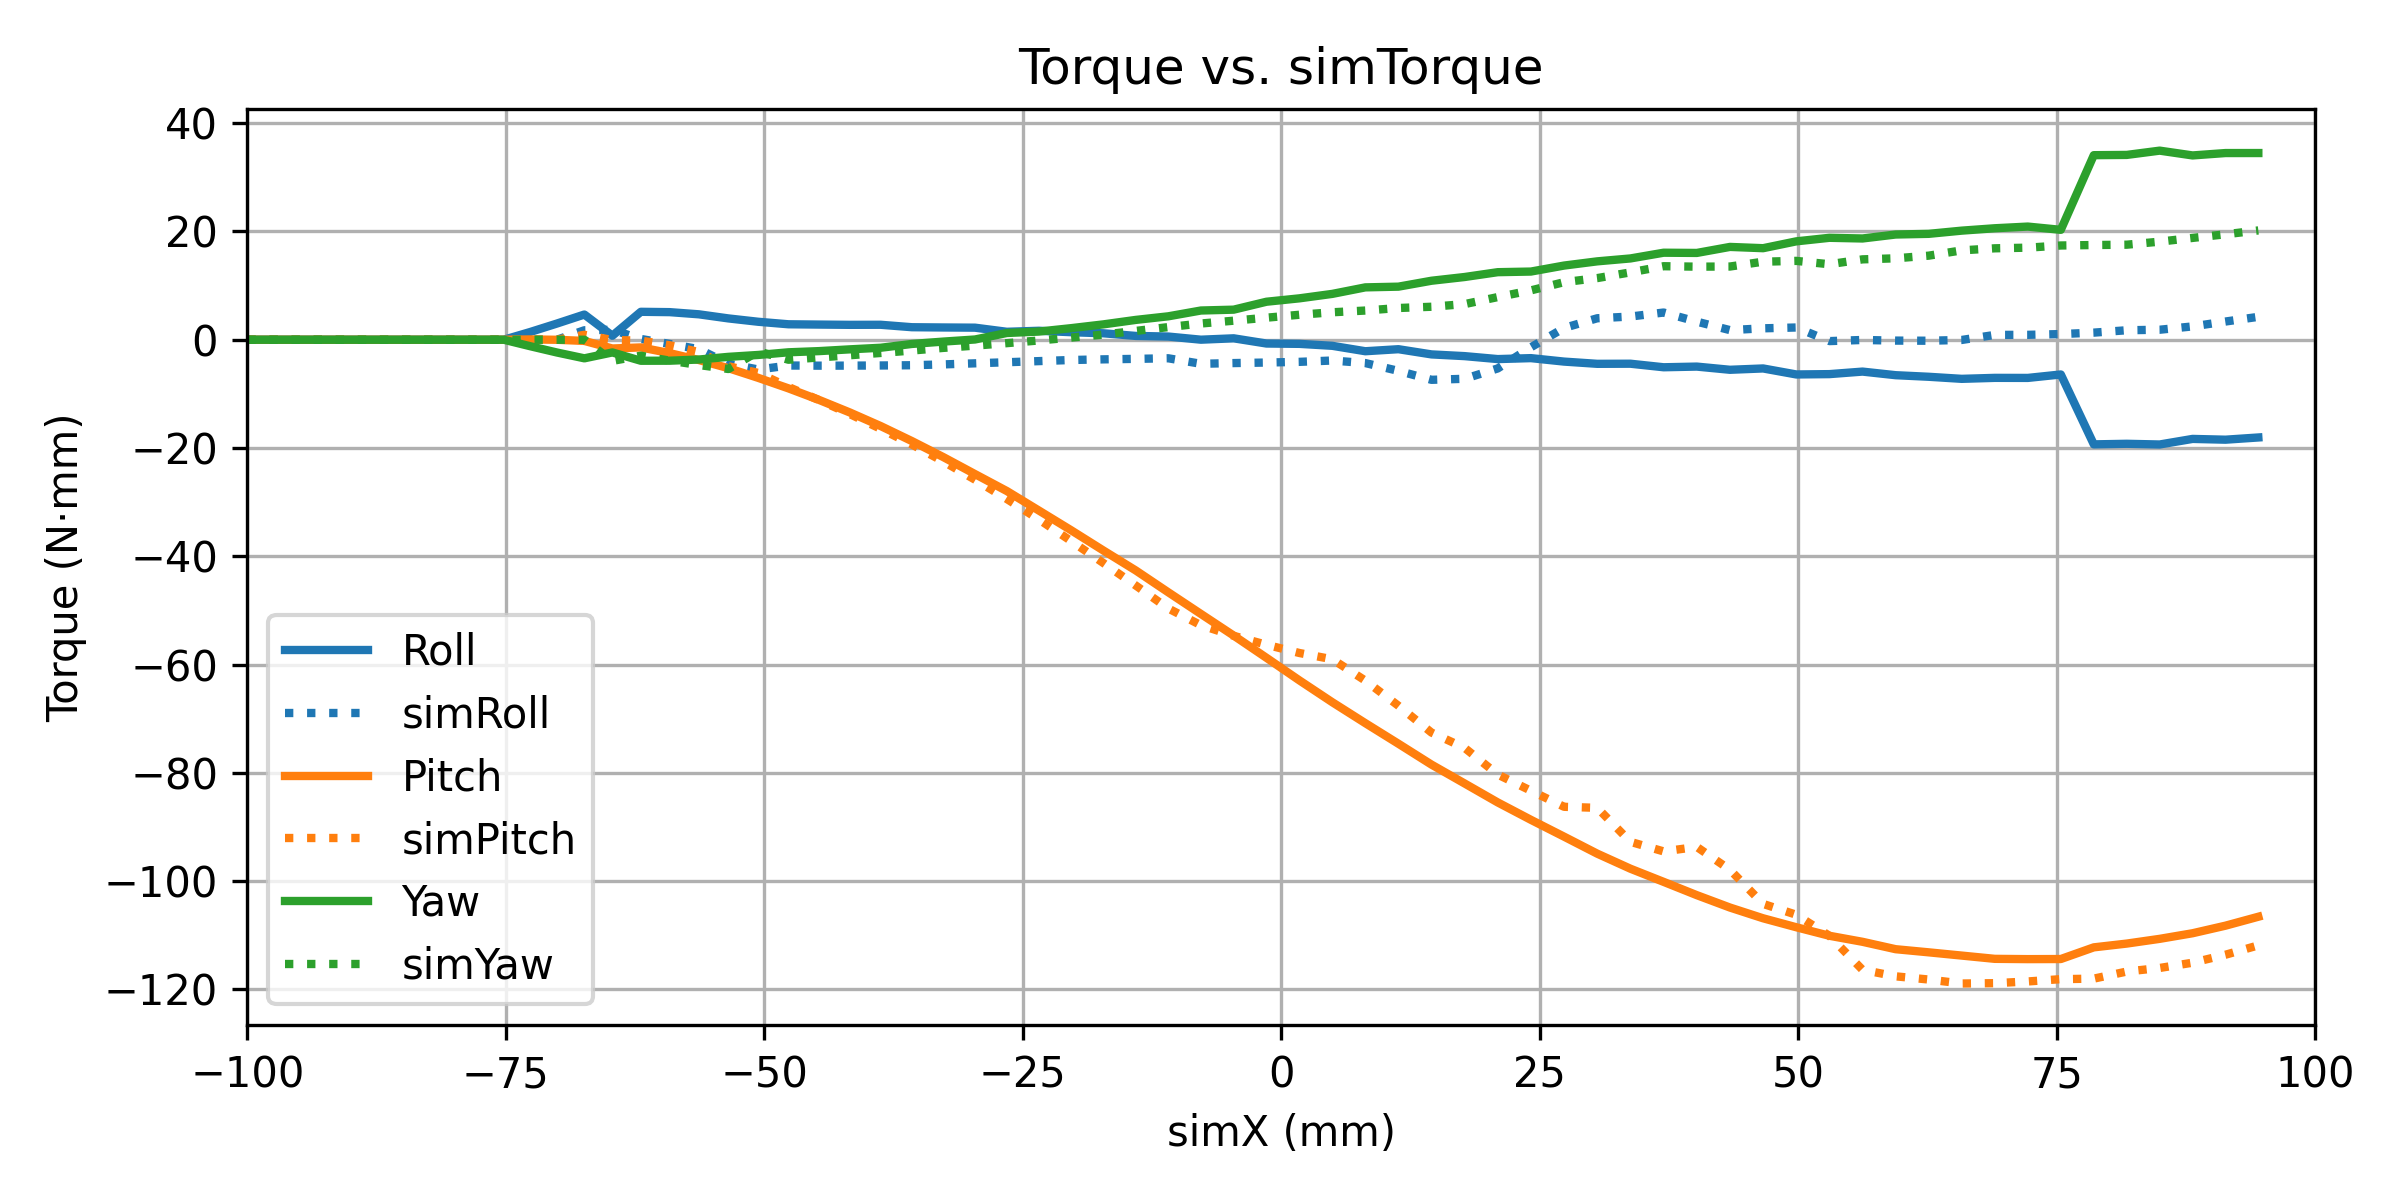 Torque vs. simTorque
40
20
0
−20
−40
−60
−80
−100
−120
Torque (N·mm)
Roll
simRoll
Pitch
simPitch
Yaw
simYaw
−100 −75 −50 −25 0 25 50 75 100
simX (mm)